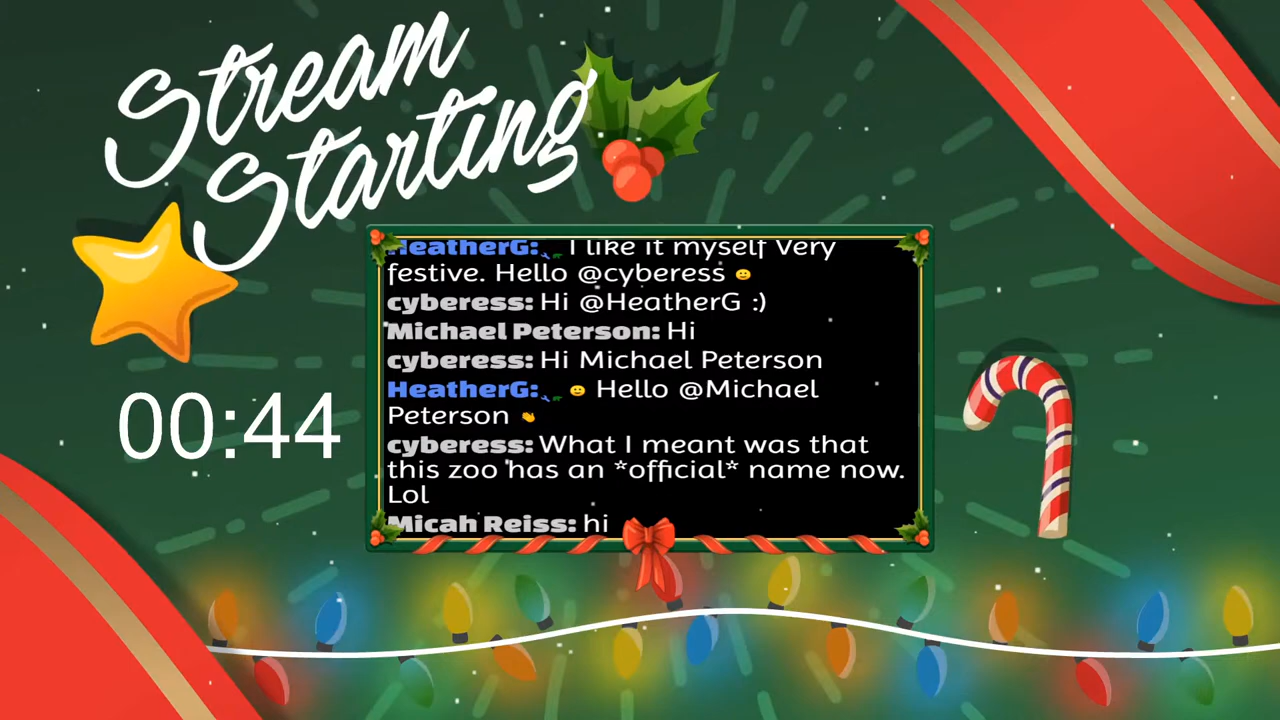 Stream
Starting
HeatherG: I like it myself Very
festive. Hello @cyberess
cyberess: Hi @HeatherG :)
Michael Peterson: Hi
cyberess: Hi Michael Peterson
HeatherG: Hello @Michael
Peterson
cyberess: What I meant was that
this zoo has an *official* name now.
Lol
Micah Reiss: hi
00:44